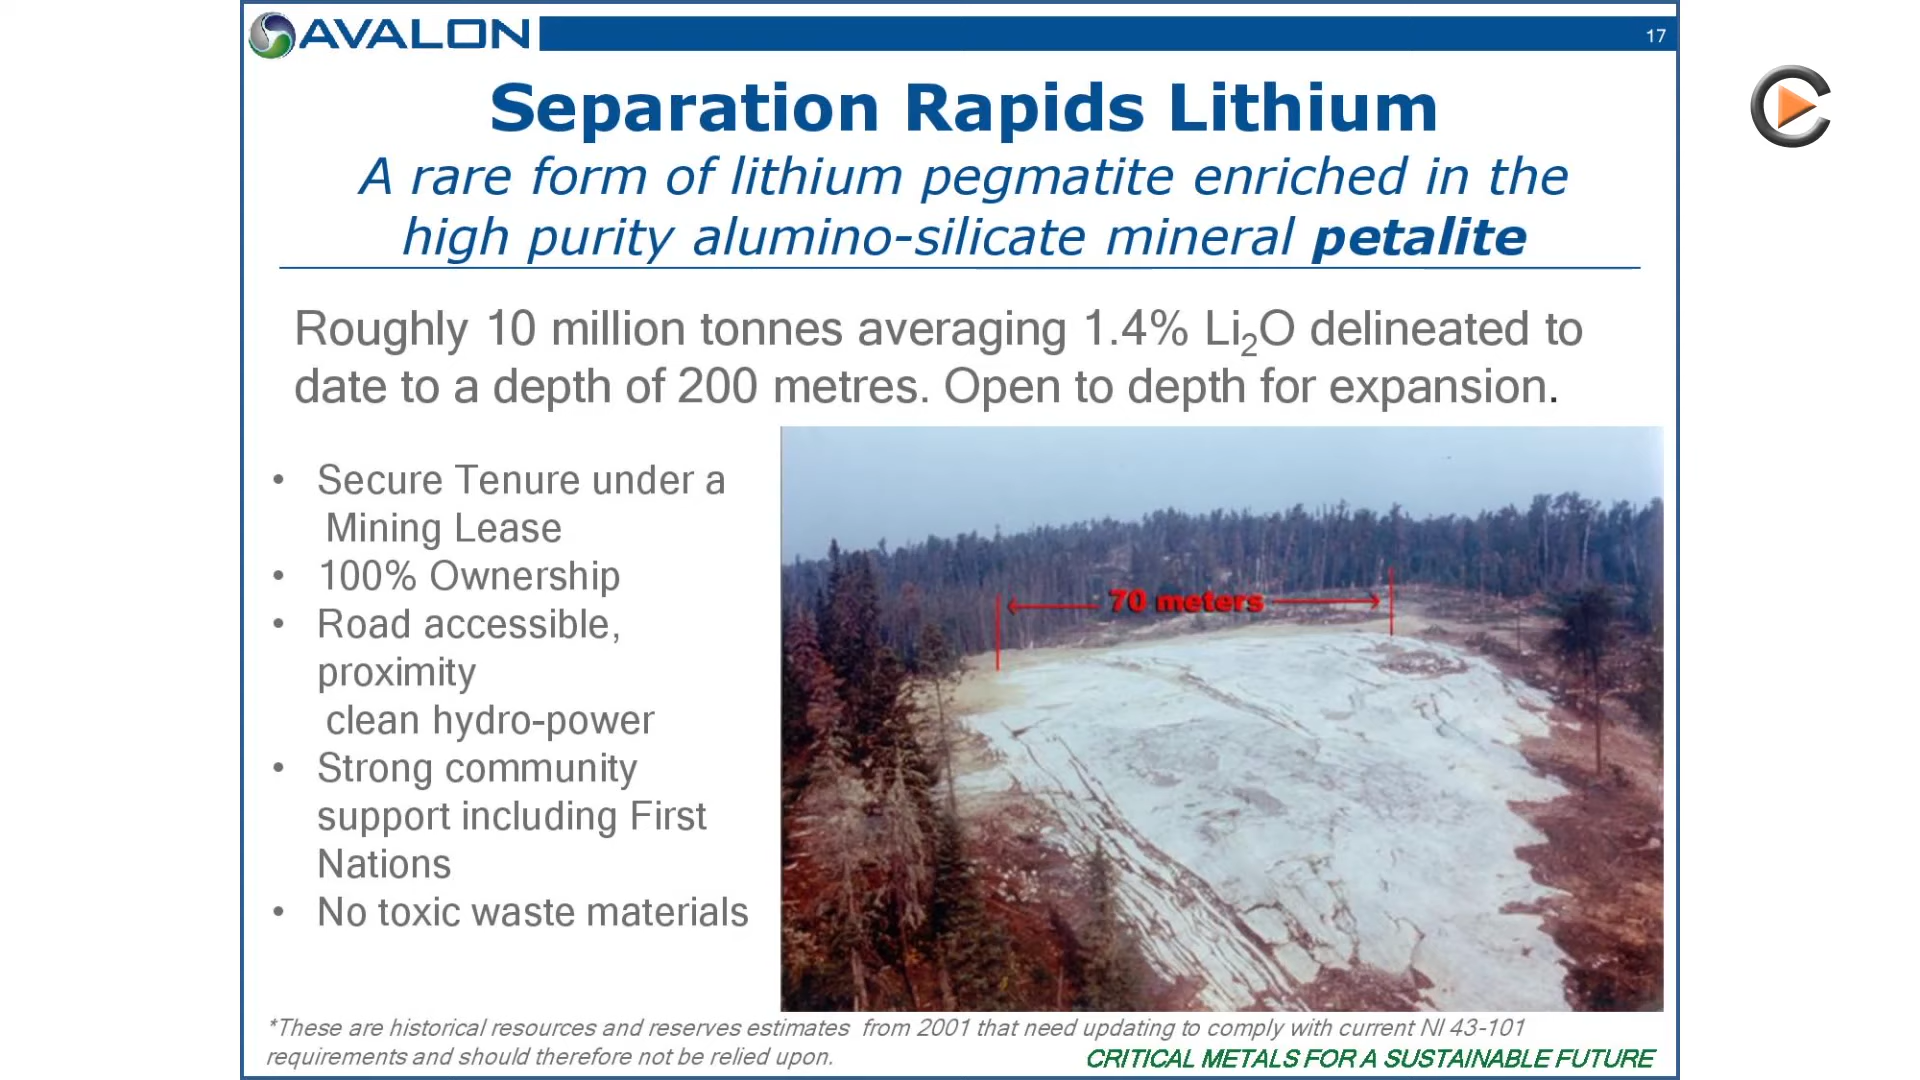 AVALON
17
Separation Rapids Lithium
A rare form of lithium pegmatite enriched in the
high purity alumino-silicate mineral petalite
Roughly 10 million tonnes averaging 1.4% Li₂O delineated to
date to a depth of 200 metres. Open to depth for expansion.
• Secure Tenure under a
Mining Lease
• 100% Ownership
• Road accessible,
proximity
clean hydro-power
• Strong community
support including First
Nations
• No toxic waste materials
70 meters
*These are historical resources and reserves estimates from 2001 that need updating to comply with current NI 43-101
requirements and should therefore not be relied upon.
CRITICAL METALS FOR A SUSTAINABLE FUTURE